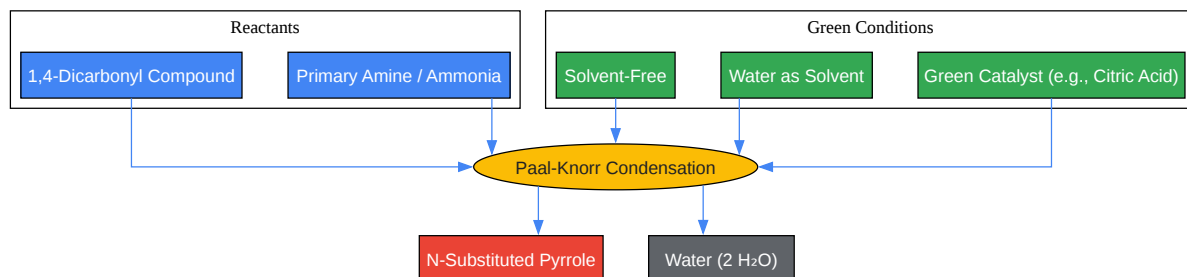 Reactants
Green Conditions
1,4-Dicarbonyl Compound
Primary Amine / Ammonia
Solvent-Free
Water as Solvent
Green Catalyst (e.g., Citric Acid)
Paal-Knorr Condensation
N-Substituted Pyrrole
Water (2 H₂O)